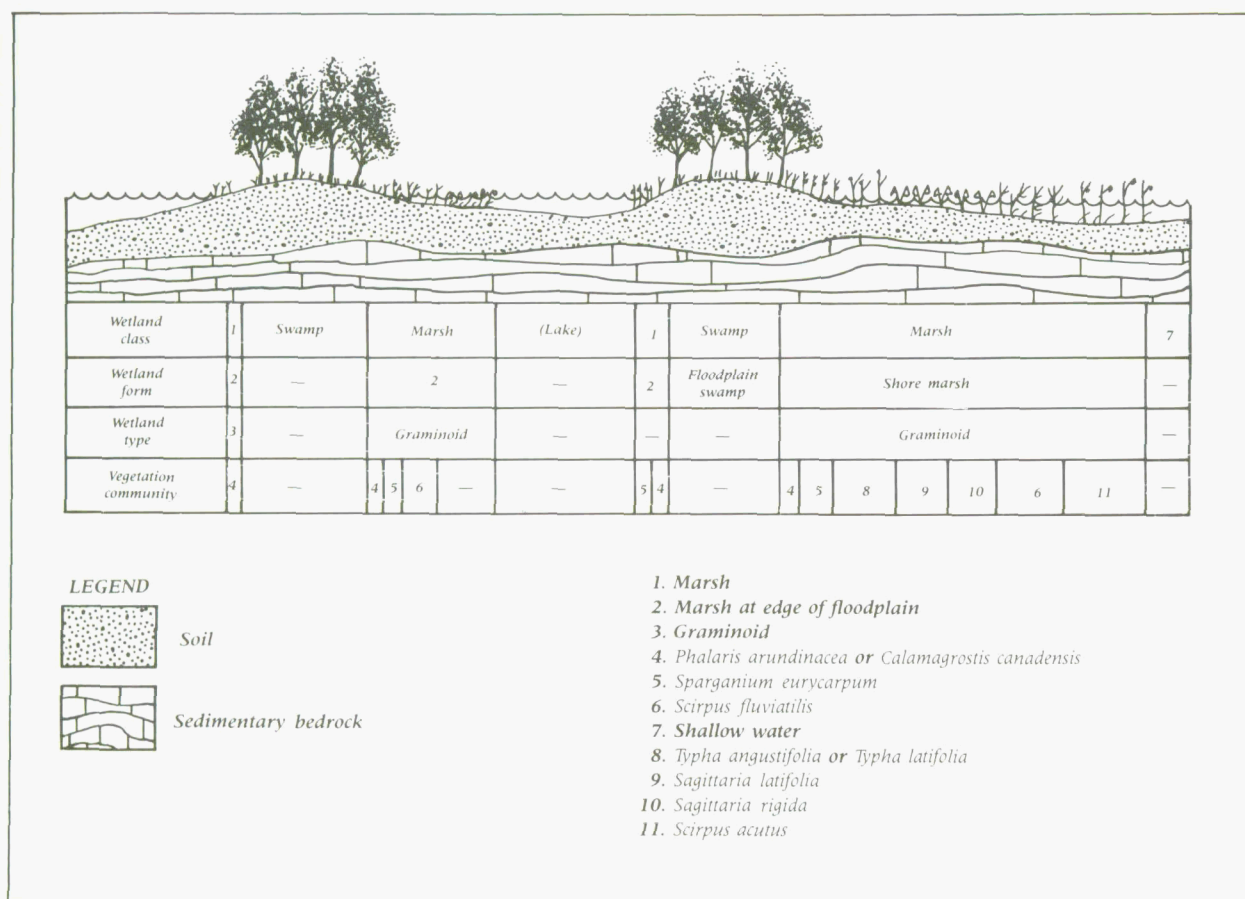 Wetland class 1 Swamp Marsh (Lake) 1 Swamp Marsh 7
Wetland form 2 — 2 — 2 Floodplain swamp Shore marsh —
Wetland type 3 — Graminoid — — — Graminoid —
Vegetation community 4 — 4 5 6 — — 5 4 — 4 5 8 9 10 6 11 —
LEGEND
Soil
Sedimentary bedrock
1. Marsh
2. Marsh at edge of floodplain
3. Graminoid
4. Phalaris arundinacea or Calamagrostis canadensis
5. Sparganium eurycarpum
6. Scirpus fluviatilis
7. Shallow water
8. Typha angustifolia or Typha latifolia
9. Sagittaria latifolia
10. Sagittaria rigida
11. Scirpus acutus